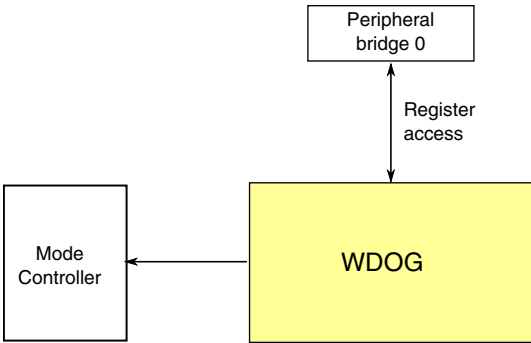 Peripheral
bridge 0
Register
access
Mode
Controller
WDOG